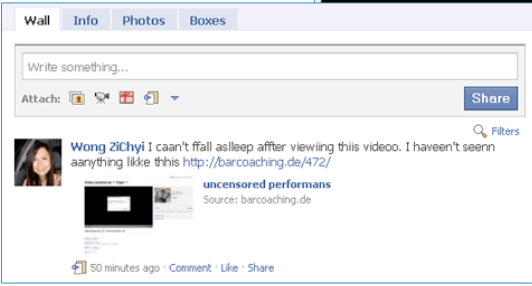 Wall Info Photos Boxes
Write something...
Attach:
Share
Filters
Wong ZiChyi I caan't ffall aslleep affter viewiing thiis videoo. I haveen't seenn
aanything likke thhis http://barcoaching.de/472/
uncensored performans
Source: barcoaching.de
50 minutes ago · Comment · Like · Share